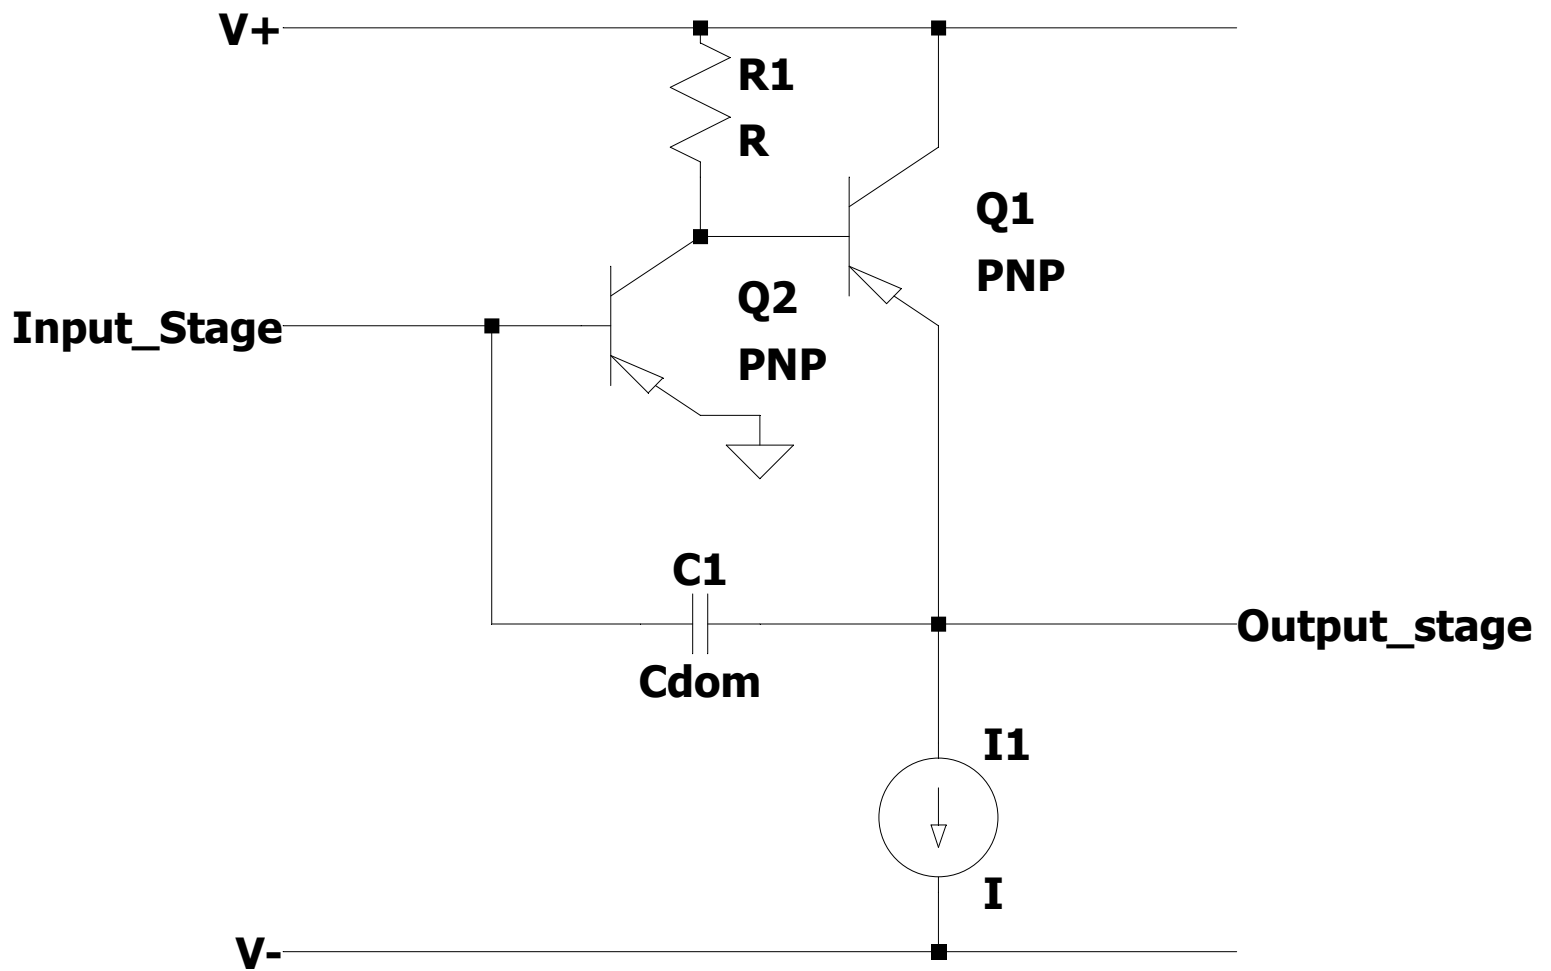 V+
R1
R
Q1
PNP
Q2
PNP
Input_Stage
C1
Cdom
Output_stage
I1
I
V-